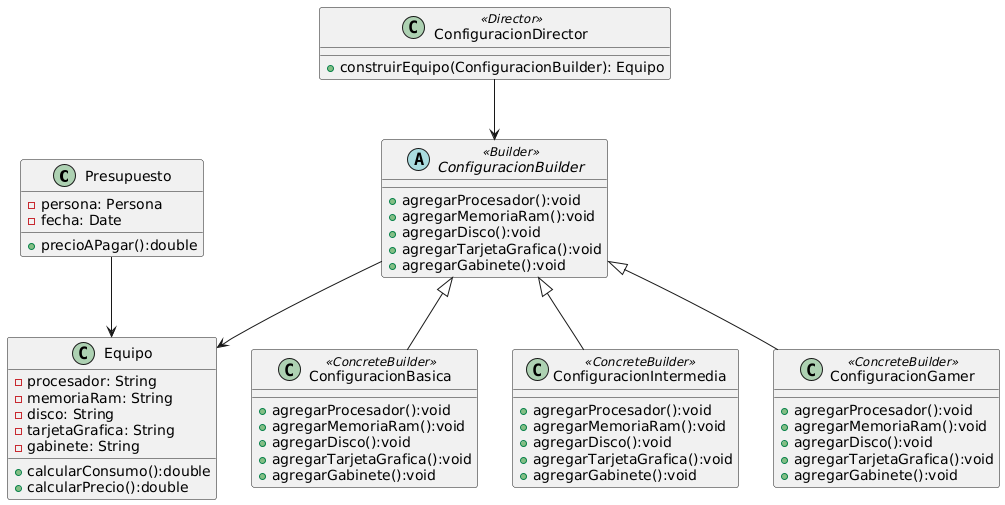 «Director»
C ConfiguracionDirector
construirEquipo(ConfiguracionBuilder): Equipo
«Builder»
A ConfiguracionBuilder
agregarProcesador():void
agregarMemoriaRam():void
agregarDisco():void
agregarTarjetaGrafica():void
agregarGabinete():void
C Presupuesto
persona: Persona
fecha: Date
precioAPagar():double
C Equipo
procesador: String
memoriaRam: String
disco: String
tarjetaGrafica: String
gabinete: String
calcularConsumo():double
calcularPrecio():double
«ConcreteBuilder»
C ConfiguracionBasica
agregarProcesador():void
agregarMemoriaRam():void
agregarDisco():void
agregarTarjetaGrafica():void
agregarGabinete():void
«ConcreteBuilder»
C ConfiguracionIntermedia
agregarProcesador():void
agregarMemoriaRam():void
agregarDisco():void
agregarTarjetaGrafica():void
agregarGabinete():void
«ConcreteBuilder»
C ConfiguracionGamer
agregarProcesador():void
agregarMemoriaRam():void
agregarDisco():void
agregarTarjetaGrafica():void
agregarGabinete():void